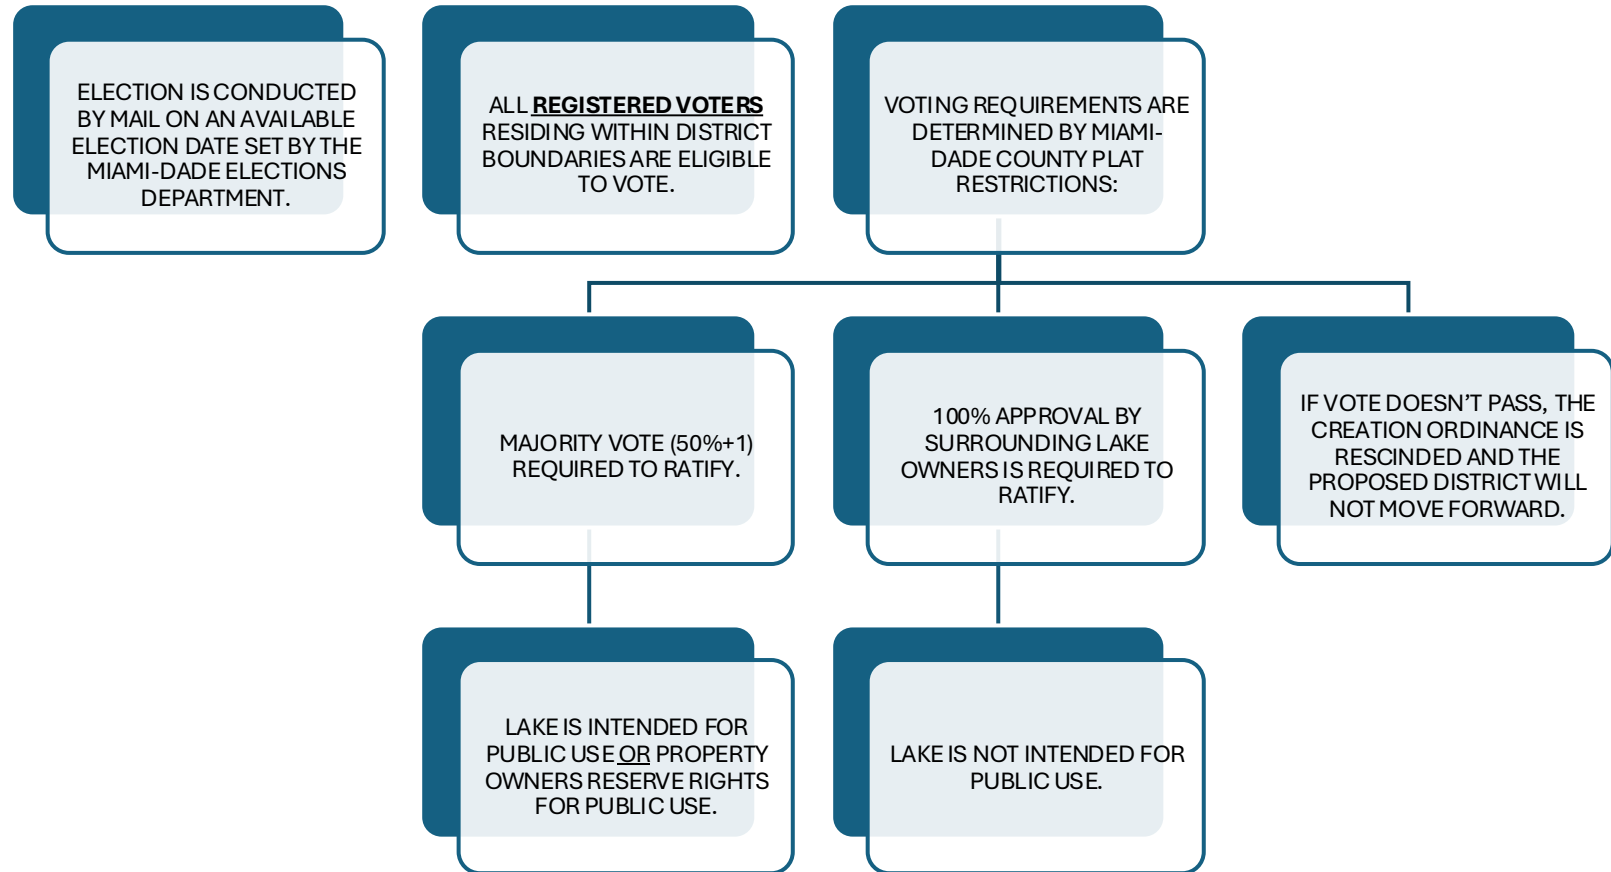 ELECTION IS CONDUCTED
BY MAIL ON AN AVAILABLE
ELECTION DATE SET BY THE
MIAMI-DADE ELECTIONS
DEPARTMENT.
ALL REGISTERED VOTERS
RESIDING WITHIN DISTRICT
BOUNDARIES ARE ELIGIBLE
TO VOTE.
VOTING REQUIREMENTS ARE
DETERMINED BY MIAMI-
DADE COUNTY PLAT
RESTRICTIONS:
MAJORITY VOTE (50%+1)
REQUIRED TO RATIFY.
100% APPROVAL BY
SURROUNDING LAKE
OWNERS IS REQUIRED TO
RATIFY.
IF VOTE DOESN’T PASS, THE
CREATION ORDINANCE IS
RESCINDED AND THE
PROPOSED DISTRICT WILL
NOT MOVE FORWARD.
LAKE IS INTENDED FOR
PUBLIC USE OR PROPERTY
OWNERS RESERVE RIGHTS
FOR PUBLIC USE.
LAKE IS NOT INTENDED FOR
PUBLIC USE.